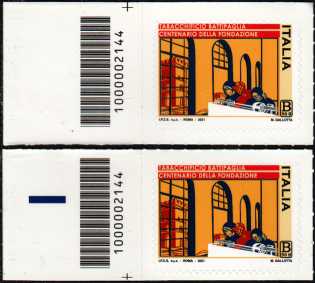 1000002144
TABACCHIFICIO BATTIPAGLIA
CENTENARIO DELLA FONDAZIONE
ITALIA
B
I.P.Z.S. S.p.A. - ROMA - 2021
M. GALLOTTA
1000002144
TABACCHIFICIO BATTIPAGLIA
CENTENARIO DELLA FONDAZIONE
ITALIA
B
I.P.Z.S. S.p.A. - ROMA - 2021
M. GALLOTTA